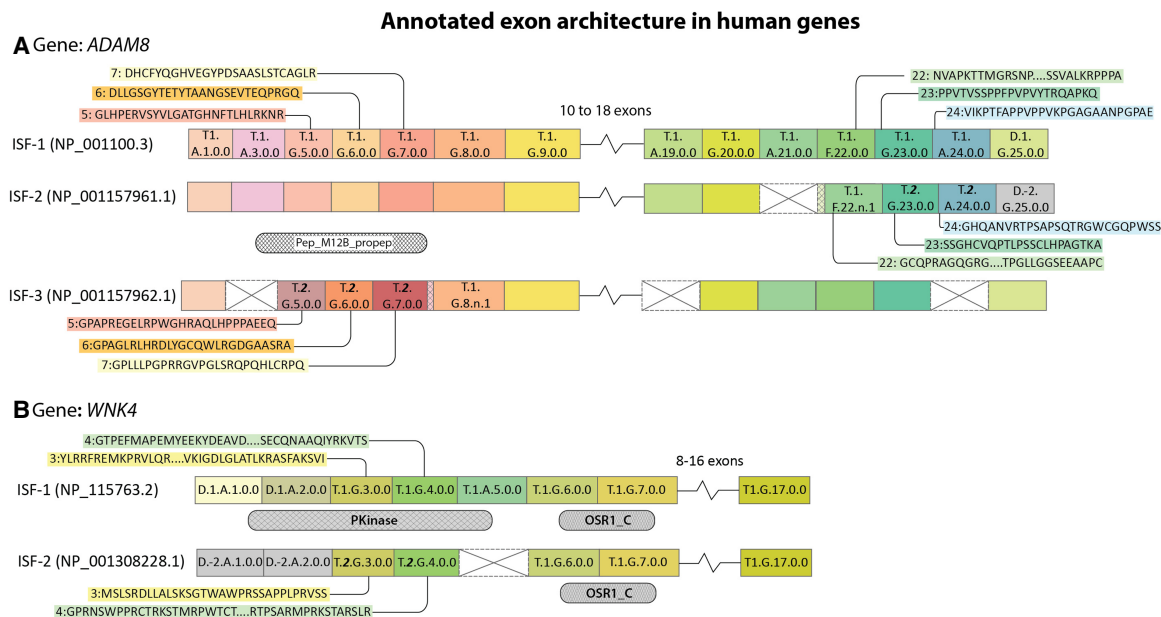 Annotated exon architecture in human genes
A Gene: ADAM8
7: DHCFYQGHVEGYPDSAASLSTCAGLR
22: NVAPKTTMGRSNP....SSVALKRPPPA
6: DLLGSGYTETYTAANGSEVTEQPRGQ
23:PPVTVSSPPFPVPVYTRQAPKQ
5: GLHPERVSYVLGATGHNFTLHLRKNR
10 to 18 exons
24:VIKPTFAPPVPPVKPGAGAANPGPAE
ISF-1 (NP_001100.3)
T.1. A.1.0.0
T.1. A.3.0.0
T.1. G.5.0.0
T.1. G.6.0.0
T.1. G.7.0.0
T.1. G.8.0.0
T.1. G.9.0.0
T.1. A.19.0.0
T.1. G.20.0.0
T.1. A.21.0.0
T.1. F.22.0.0
T.1. G.23.0.0
T.1. A.24.0.0
D.1. G.25.0.0
ISF-2 (NP_001157961.1)
T.1. F.22.n.1
T.2. G.23.0.0
T.2. A.24.0.0
D.-2. G.25.0.0
24:GHQANVRTPSAPSQTRGWCGQPWSS
Pep_M12B_propep
23:SSGHCVQPTLPSSCLHPAGTKA
22: GCQPRAGQGRG....TPGLLGGSEEAAPC
ISF-3 (NP_001157962.1)
T.2. G.5.0.0
T.2. G.6.0.0
T.2. G.7.0.0
T.1. G.8.n.1
5:GPAPREGELRPWGHRAQLHPPPAEEQ
6:GPAGLRLHRDLYGCQWLRGDGAASRA
7:GPLLLPGPRRGVPGLSRQPQHLCRPQ
B Gene: WNK4
4:GTPEFMAPEMYEEKYDEAVD....SECQNAAQIYRKVTS
3:YLRRFREMKPRVLQR....VKIGDLGLATLKRASFAKSVI
8-16 exons
ISF-1 (NP_115763.2)
D.1.A.1.0.0
D.1.A.2.0.0
T.1.G.3.0.0
T.1.G.4.0.0
T.1.A.5.0.0
T.1.G.6.0.0
T.1.G.7.0.0
T1.G.17.0.0
PKinase
OSR1_C
ISF-2 (NP_001308228.1)
D.-2.A.1.0.0
D.-2.A.2.0.0
T.2.G.3.0.0
T.2.G.4.0.0
T.1.G.6.0.0
T.1.G.7.0.0
T1.G.17.0.0
3:MSLSRDLLALSKSGTWAWPRSSAPPLPRVSS
OSR1_C
4:GPRNSWPPRCTRKSTMRPWTCT....RTPSARMPRKSTARSLR